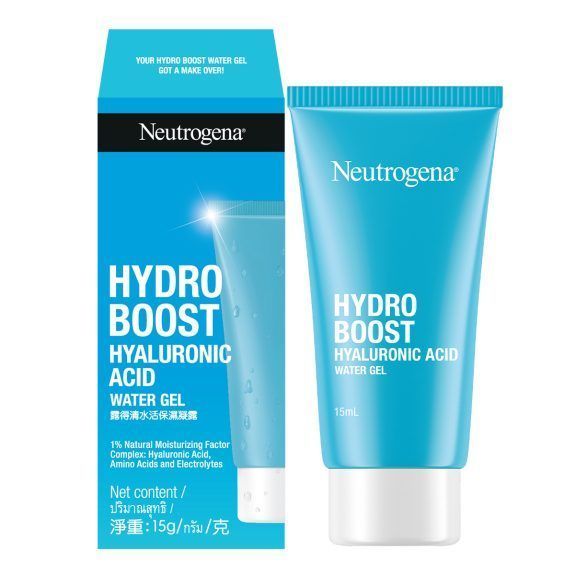 YOUR HYDRO BOOST WATER GEL
GOT A MAKE OVER!
Neutrogena®
HYDRO
BOOST
HYALURONIC
ACID
WATER GEL
露得清水活保濕凝露
1% Natural Moisturizing Factor
Complex: Hyaluronic Acid,
Amino Acids and Electrolytes
Net content /
ปริมาณสุทธิ /
淨重: 15g/กรัม/克
Neutrogena®
HYDRO
BOOST
HYALURONIC ACID
WATER GEL
15mL